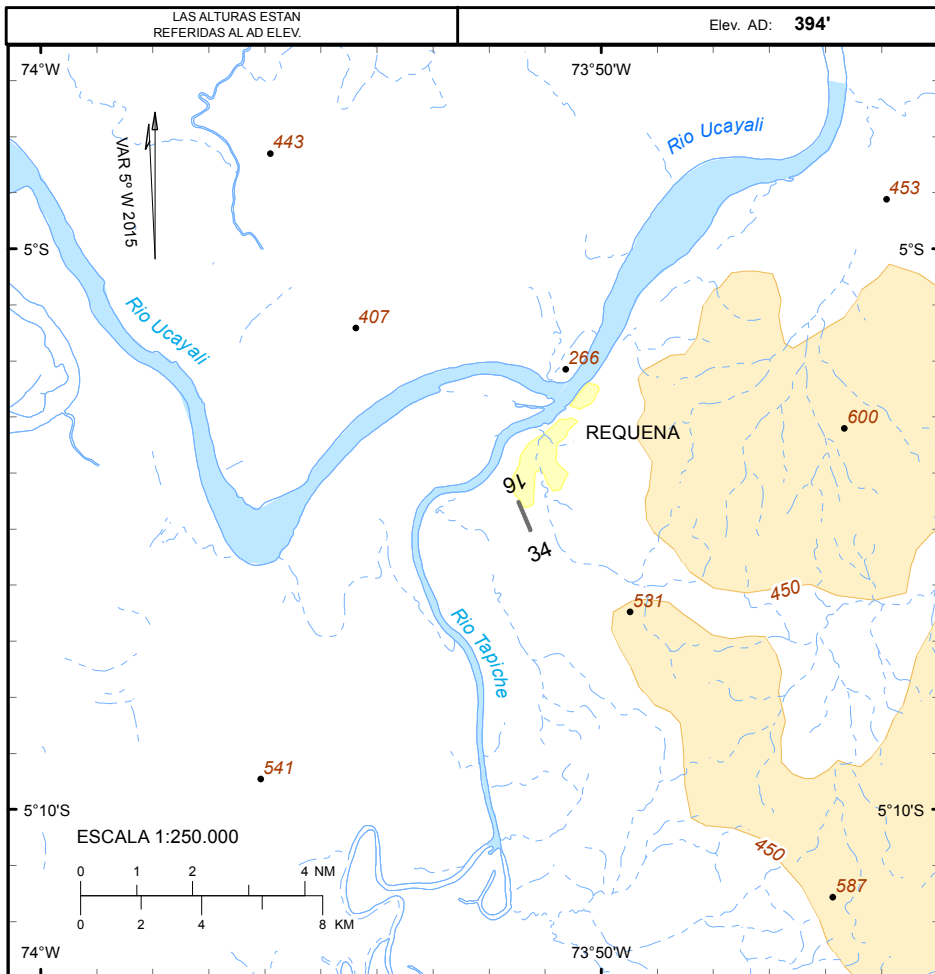 LAS ALTURAS ESTAN
REFERIDAS AL AD ELEV.
Elev. AD: 394'
74°W
73°50'W
VAR 5° W 2015
443
Rio Ucayali
453
5°S
5°S
Rio Ucayali
407
266
600
REQUENA
16
34
450
531
Rio Tapiche
541
5°10'S
5°10'S
ESCALA 1:250.000
450
0 1 2 4 NM
587
0 2 4 8 KM
74°W
73°50'W